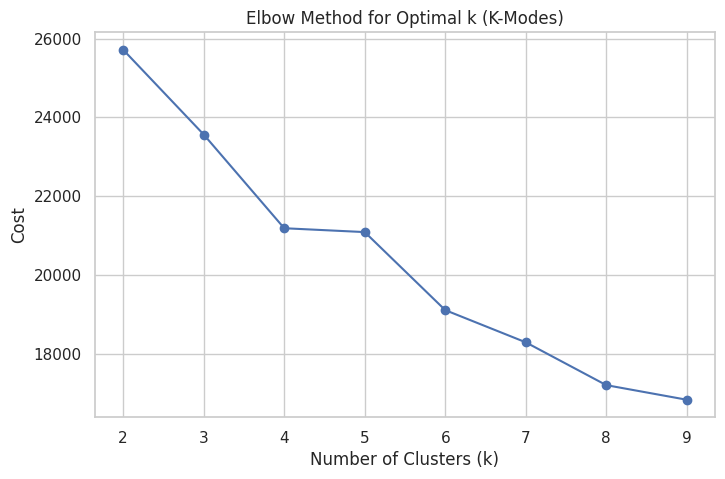 Elbow Method for Optimal k (K-Modes)
26000
24000
22000
20000
18000
Cost
2 3 4 5 6 7 8 9
Number of Clusters (k)